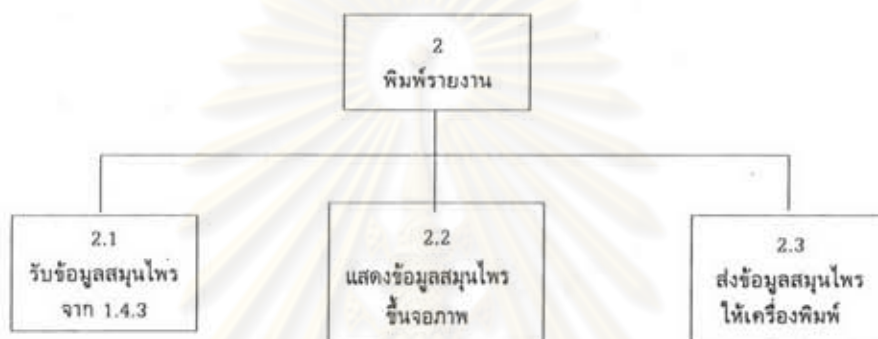 2
พิมพ์รายงาน
2.1
รับข้อมูลสมุนไพร
จาก 1.4.3
2.2
แสดงข้อมูลสมุนไพร
ขึ้นจอภาพ
2.3
ส่งข้อมูลสมุนไพร
ให้เครื่องพิมพ์